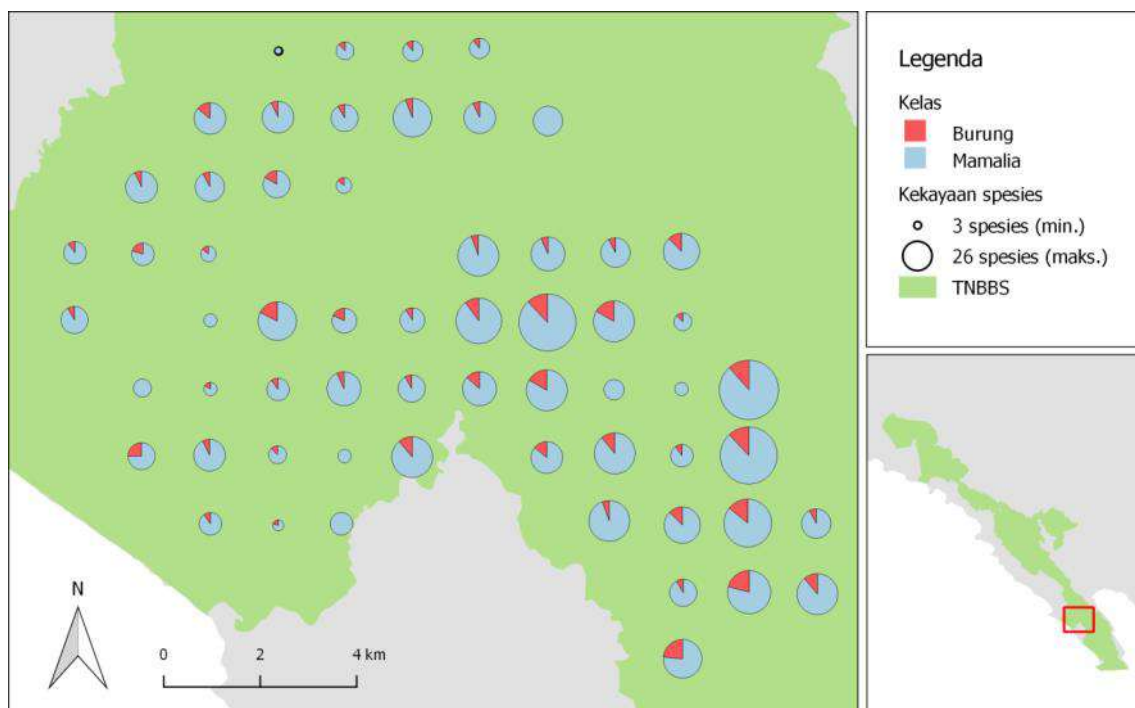 Legenda
Kelas
Burung
Mamalia
Kekayaan spesies
3 spesies (min.)
26 spesies (maks.)
TNBBS
N
0 2 4 km